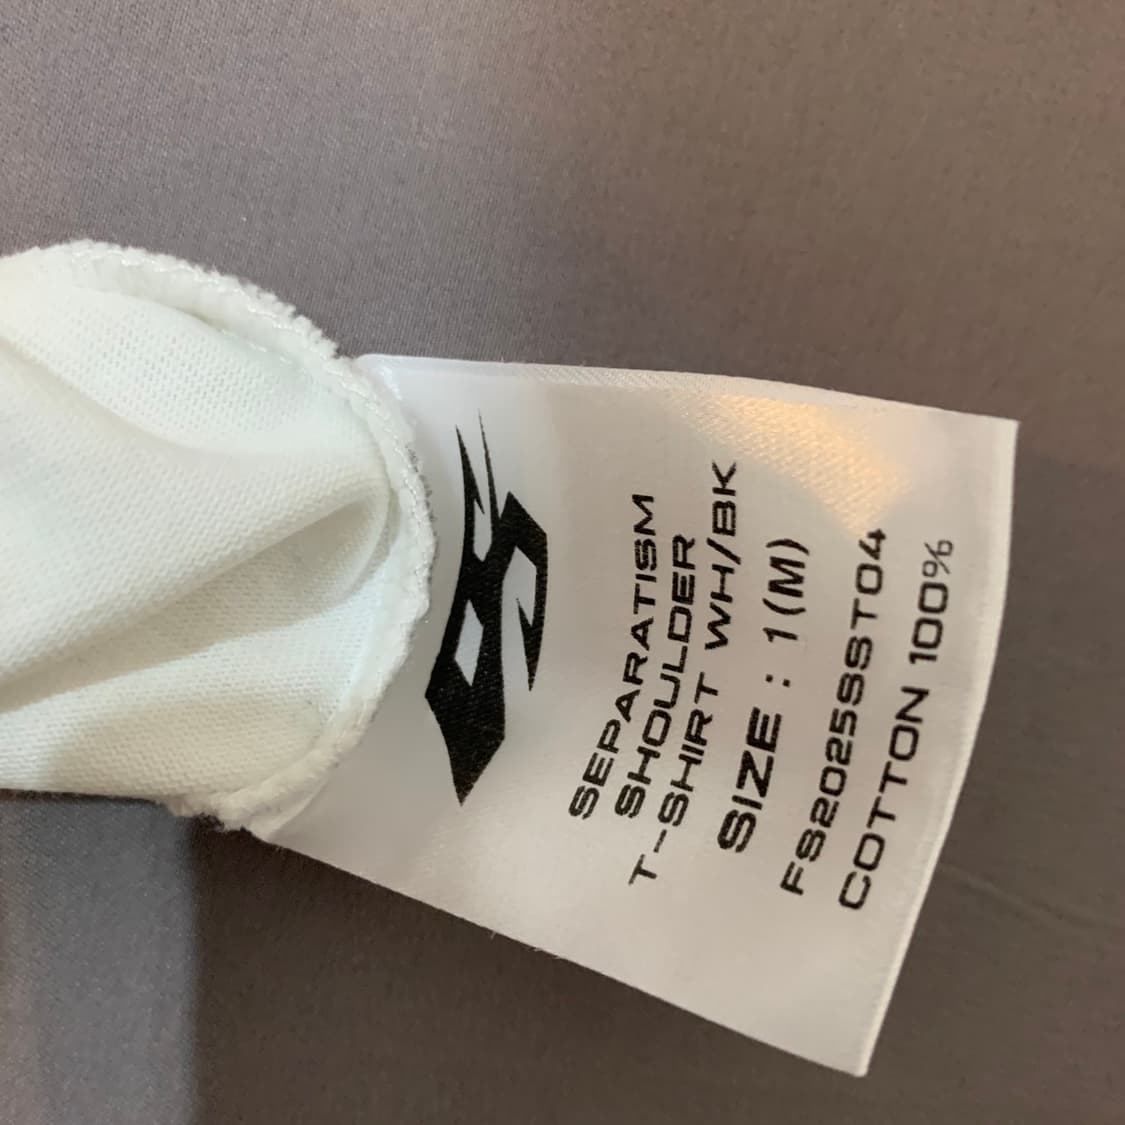 SEPARATISM
SHOULDER
T-SHIRT WH/BK
SIZE : 1(M)
FS2025SST04
COTTON 100%